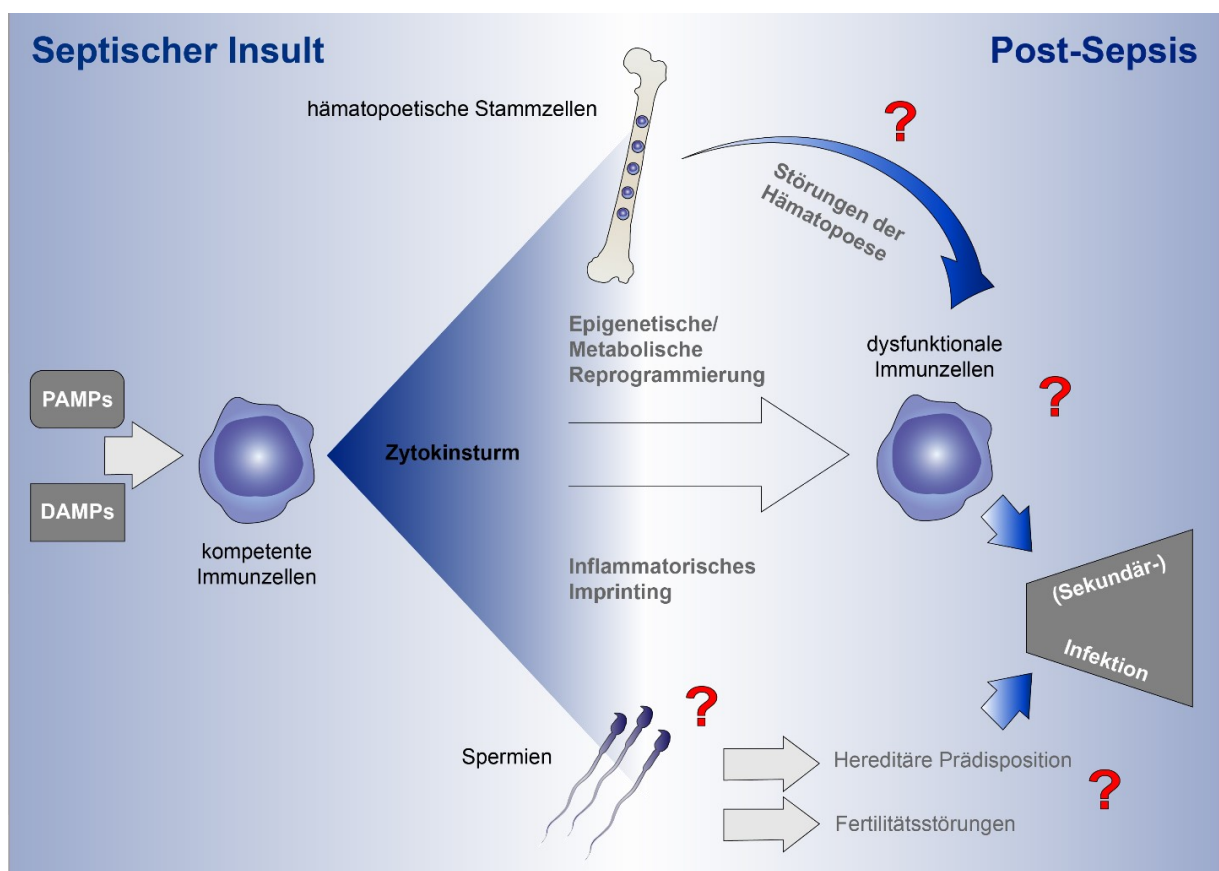 Septischer Insult
Post-Sepsis
hämatopoetische Stammzellen
?
Störungen der
Hämatopoese
Epigenetische/
Metabolische
Reprogrammierung
dysfunktionale
Immunzellen
?
PAMPs
DAMPs
Zytokinsturm
kompetente
Immunzellen
Inflammatorisches
Imprinting
(Sekundär-)
Infektion
Spermien
?
Hereditäre Prädisposition
?
Fertilitätsstörungen